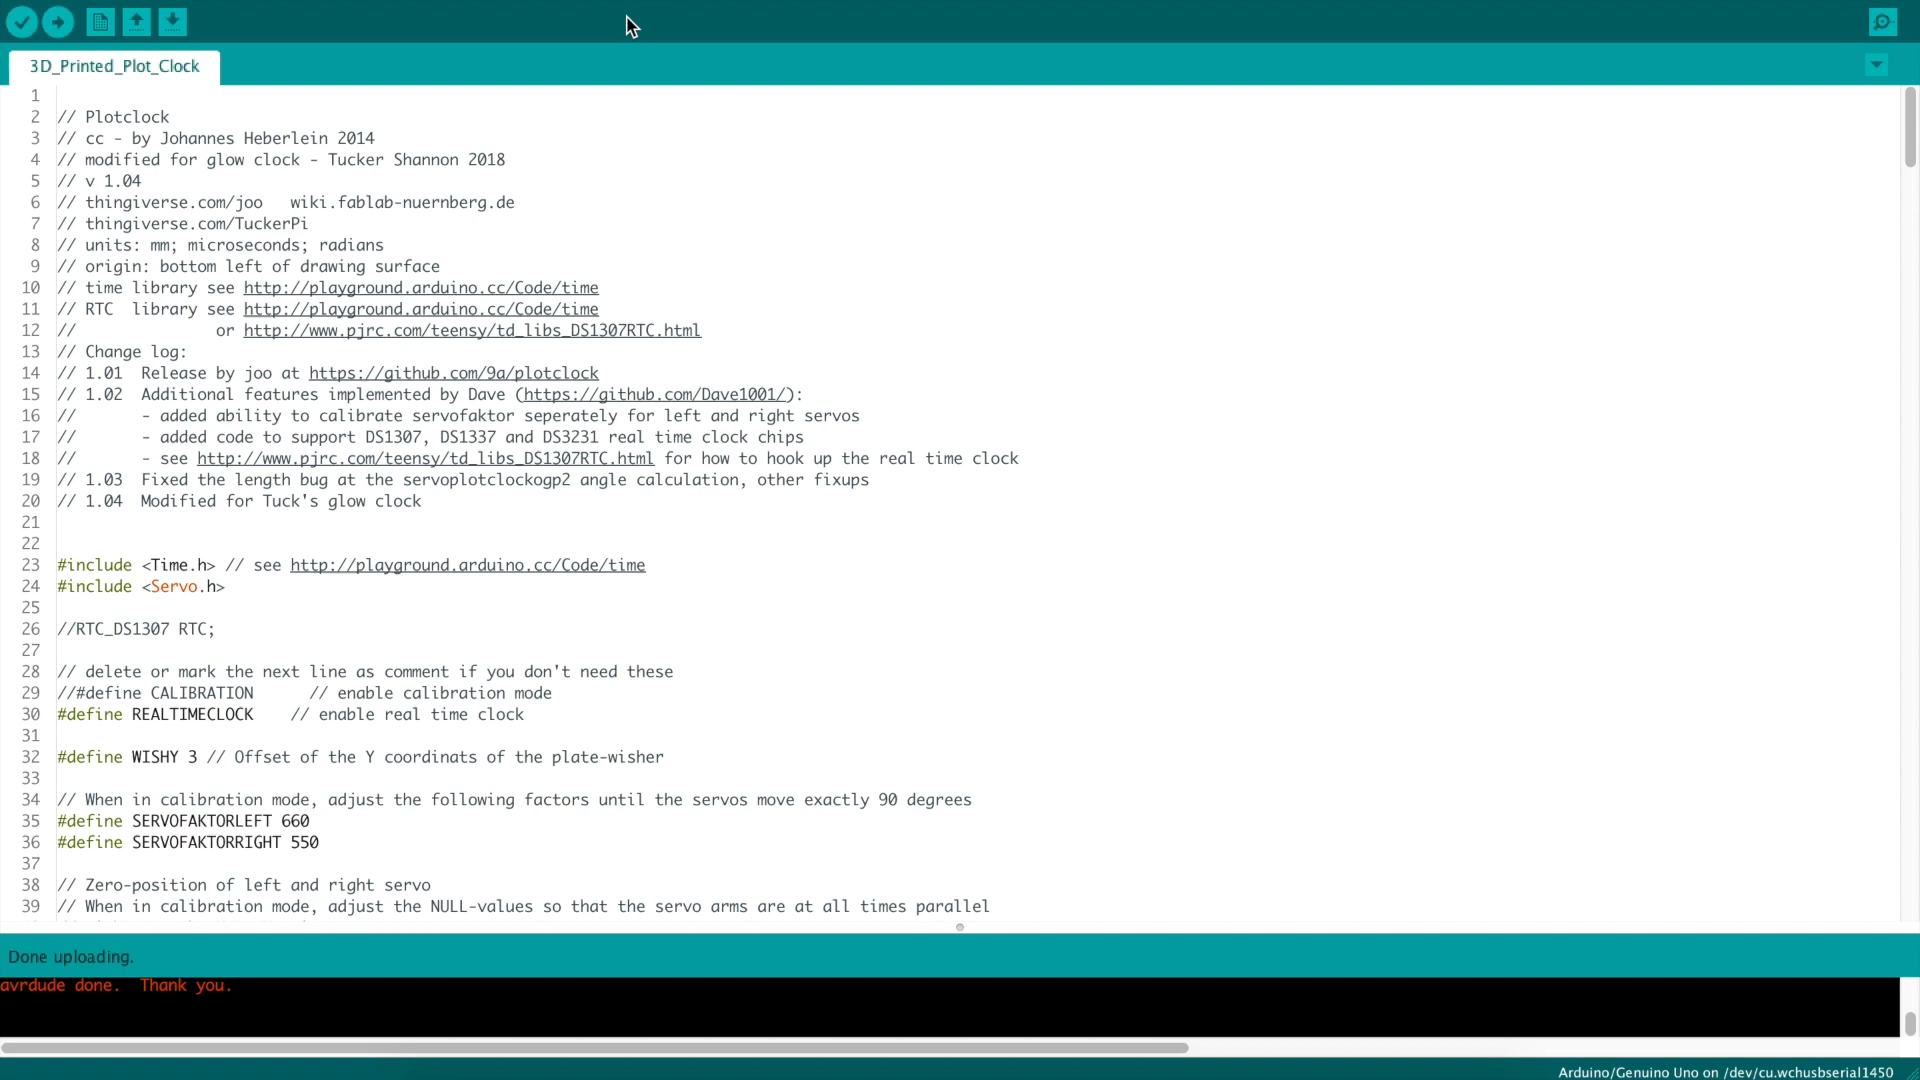 3D_Printed_Plot_Clock
1
2 // Plotclock
3 // cc - by Johannes Heberlein 2014
4 // modified for glow clock - Tucker Shannon 2018
5 // v 1.04
6 // thingiverse.com/joo   wiki.fablab-nuernberg.de
7 // thingiverse.com/TuckerPi
8 // units: mm; microseconds; radians
9 // origin: bottom left of drawing surface
10 // time library see http://playground.arduino.cc/Code/time
11 // RTC  library see http://playground.arduino.cc/Code/time
12 //               or http://www.pjrc.com/teensy/td_libs_DS1307RTC.html
13 // Change log:
14 // 1.01  Release by joo at https://github.com/9a/plotclock
15 // 1.02  Additional features implemented by Dave (https://github.com/Dave1001/):
16 //       - added ability to calibrate servofaktor seperately for left and right servos
17 //       - added code to support DS1307, DS1337 and DS3231 real time clock chips
18 //       - see http://www.pjrc.com/teensy/td_libs_DS1307RTC.html for how to hook up the real time clock
19 // 1.03  Fixed the length bug at the servoplotclockogp2 angle calculation, other fixups
20 // 1.04  Modified for Tuck's glow clock
21
22
23 #include <Time.h> // see http://playground.arduino.cc/Code/time
24 #include <Servo.h>
25
26 //RTC_DS1307 RTC;
27
28 // delete or mark the next line as comment if you don't need these
29 //#define CALIBRATION      // enable calibration mode
30 #define REALTIMECLOCK    // enable real time clock
31
32 #define WISHY 3 // Offset of the Y coordinats of the plate-wisher
33
34 // When in calibration mode, adjust the following factors until the servos move exactly 90 degrees
35 #define SERVOFAKTORLEFT 660
36 #define SERVOFAKTORRIGHT 550
37
38 // Zero-position of left and right servo
39 // When in calibration mode, adjust the NULL-values so that the servo arms are at all times parallel
Done uploading.
avrdude done.  Thank you.
Arduino/Genuino Uno on /dev/cu.wchusbserial1450